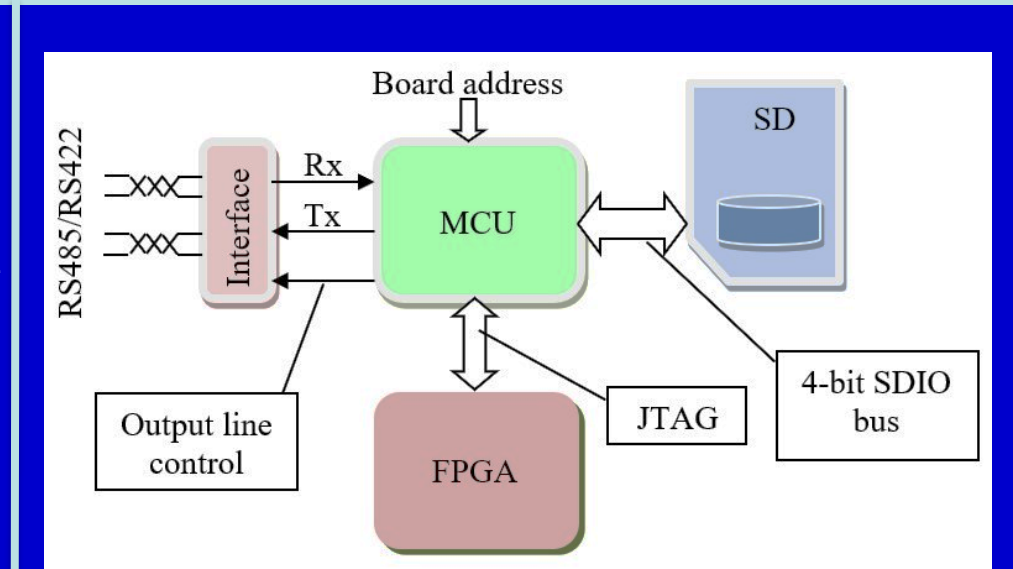 Board address
SD
RS485/RS422
Interface
Rx
Tx
MCU
Output line
control
JTAG
4-bit SDIO
bus
FPGA